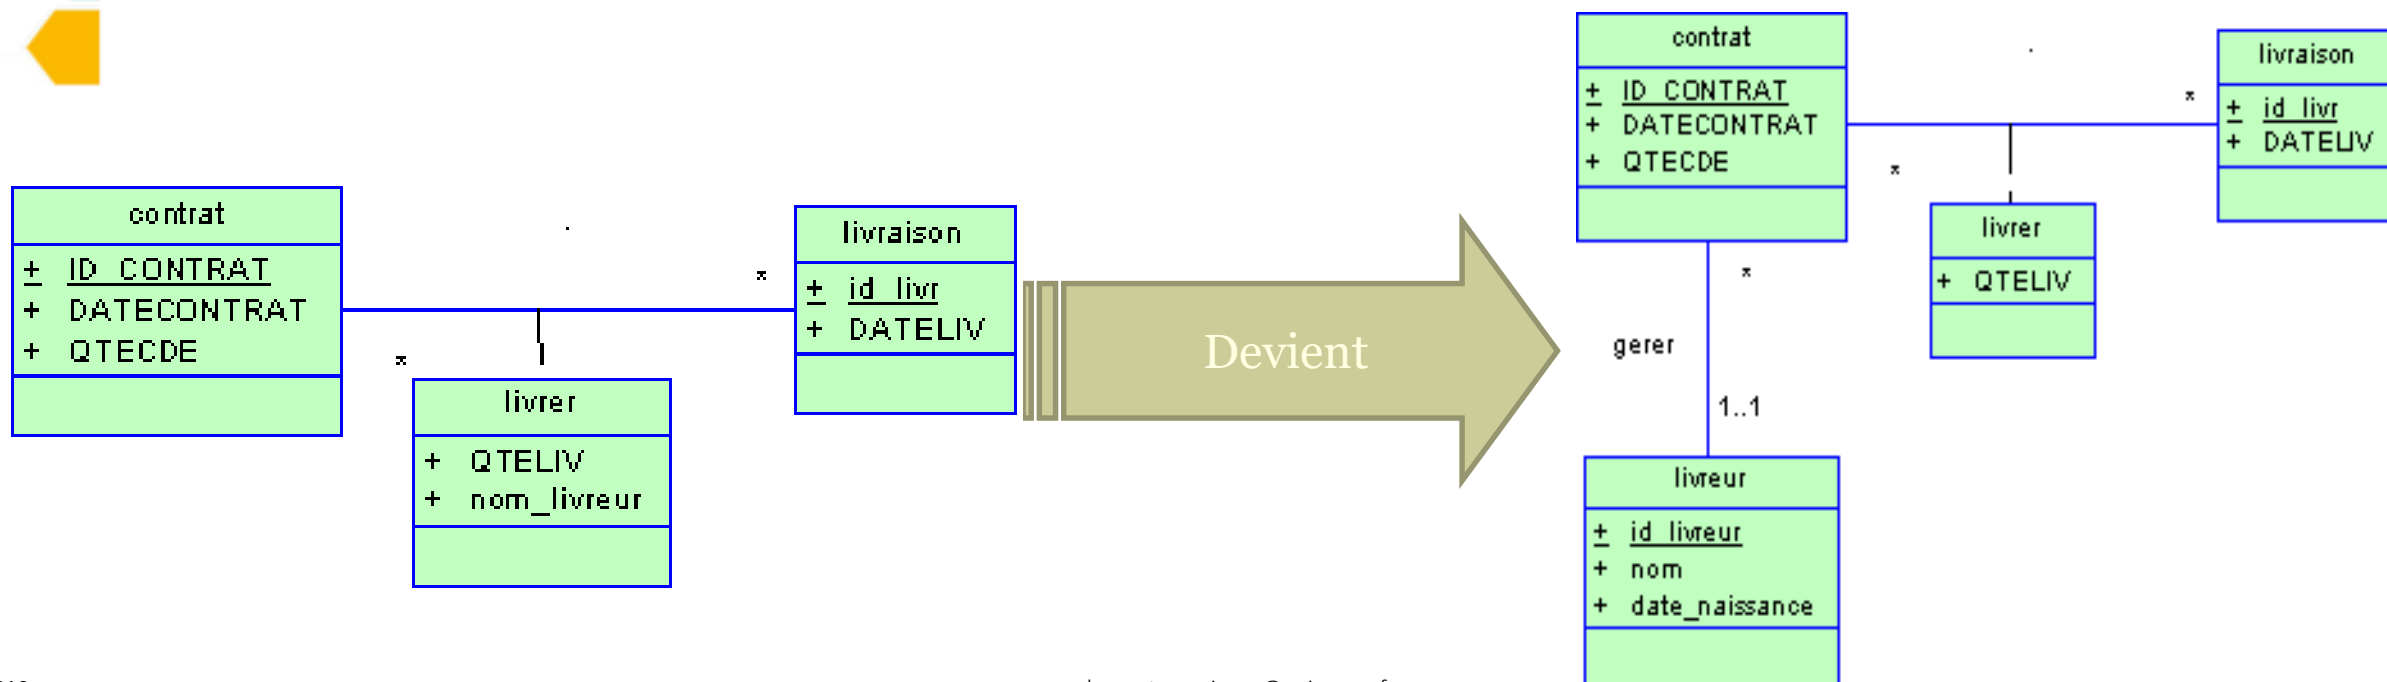 contrat
+ ID_CONTRAT
+ DATECONTRAT
+ QTECDE
*
*
livraison
+ id_livr
+ DATELIV
livrer
+ QTELIV
+ nom_livreur
Devient
contrat
+ ID_CONTRAT
+ DATECONTRAT
+ QTECDE
*
*
livraison
+ id_livr
+ DATELIV
livrer
+ QTELIV
*
gerer
1..1
livreur
+ id_livreur
+ nom
+ date_naissance